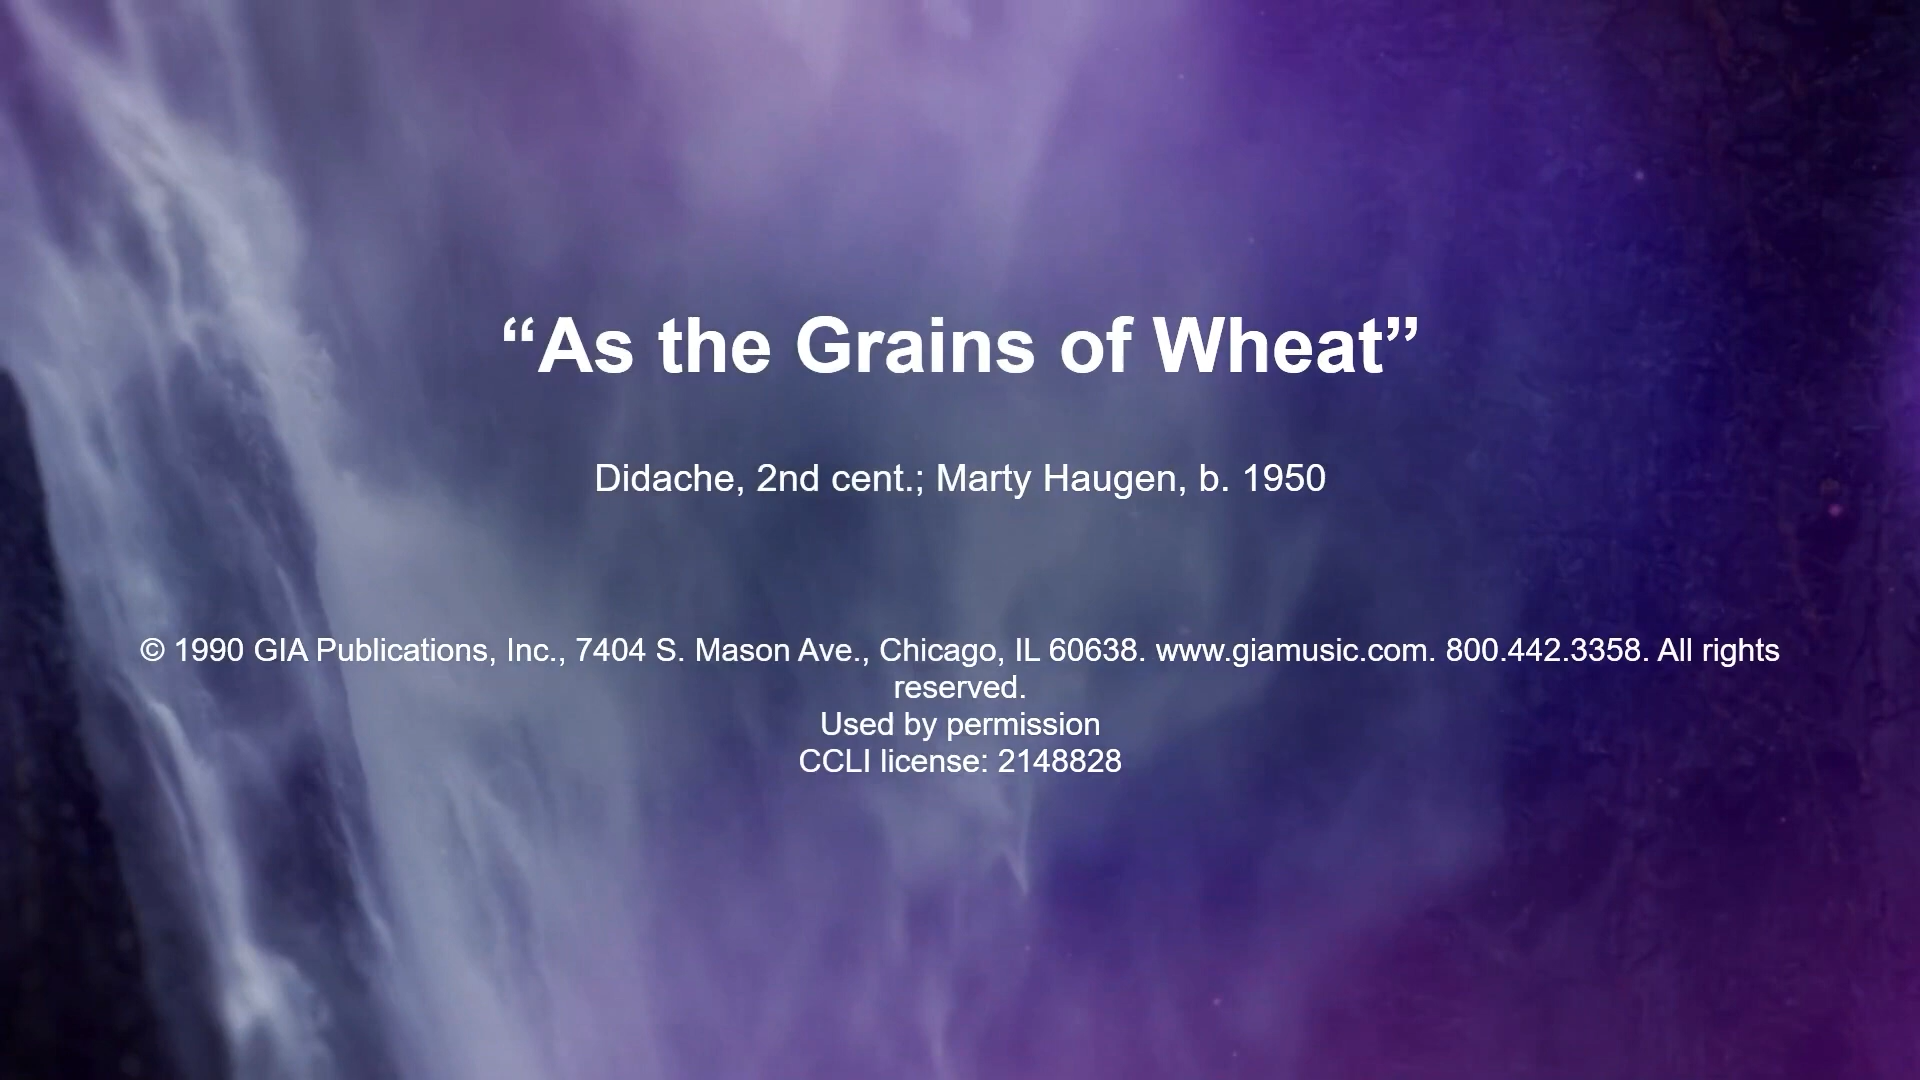 “As the Grains of Wheat”
Didache, 2nd cent.; Marty Haugen, b. 1950
© 1990 GIA Publications, Inc., 7404 S. Mason Ave., Chicago, IL 60638. www.giamusic.com. 800.442.3358. All rights
reserved.
Used by permission
CCLI license: 2148828